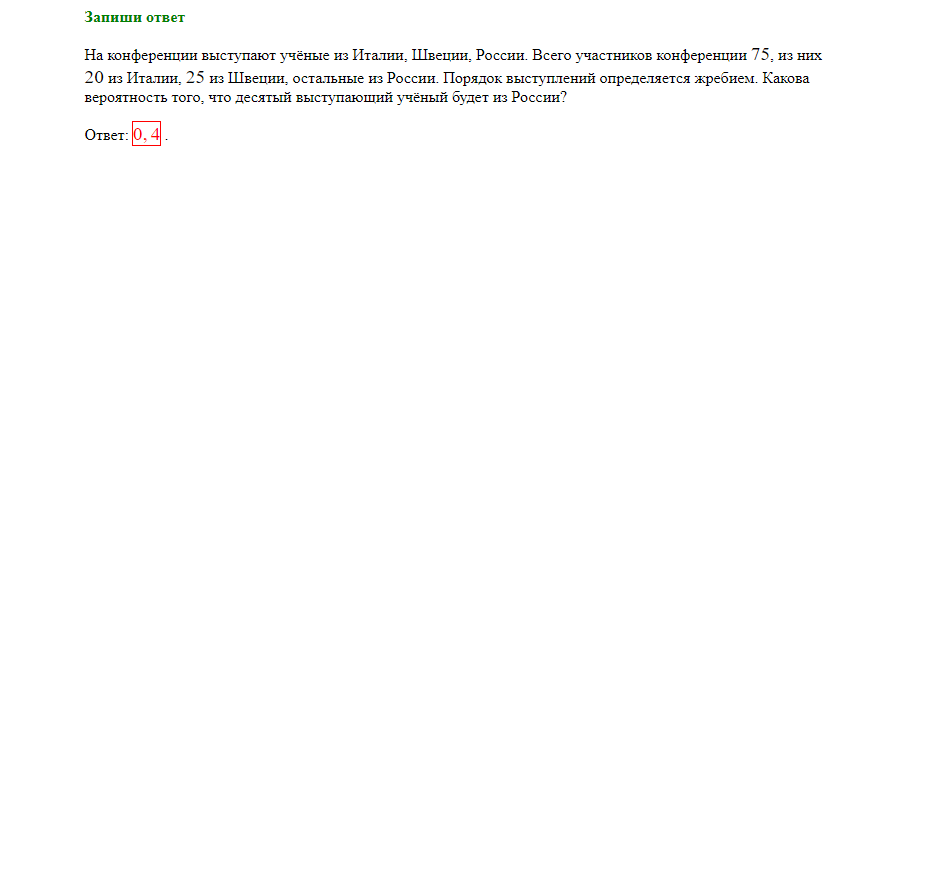 Запиши ответ
На конференции выступают учёные из Италии, Швеции, России. Всего участников конференции 75, из них
20 из Италии, 25 из Швеции, остальные из России. Порядок выступлений определяется жребием. Какова
вероятность того, что десятый выступающий учёный будет из России?
Ответ: 0, 4 .